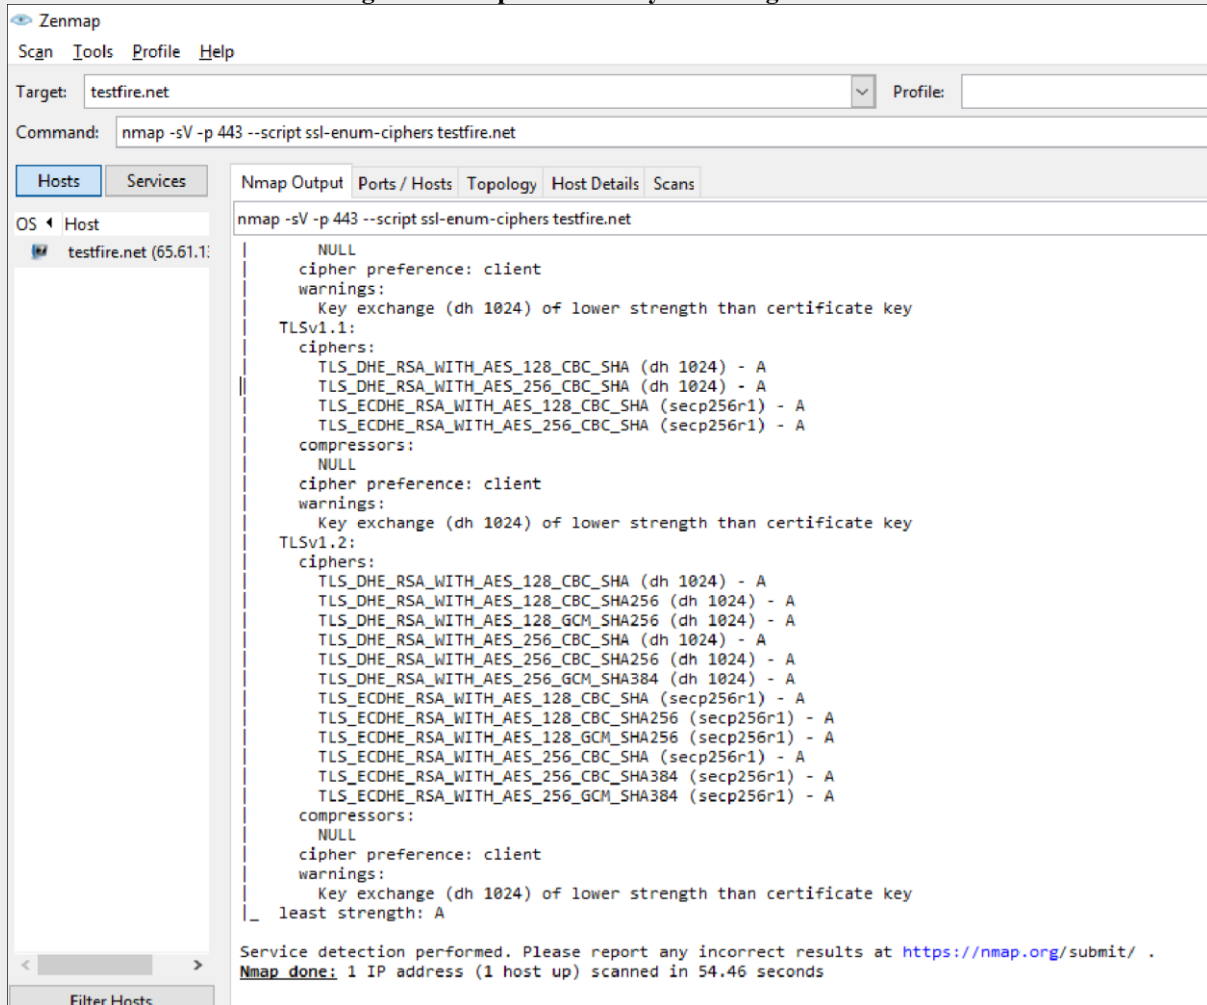 Zenmap
Scan Tools Profile Help
Target: testfire.net Profile:
Command: nmap -sV -p 443 --script ssl-enum-ciphers testfire.net
Hosts Services
Nmap Output Ports / Hosts Topology Host Details Scans
OS Host
testfire.net (65.61.1
nmap -sV -p 443 --script ssl-enum-ciphers testfire.net
| NULL
| cipher preference: client
| warnings:
| Key exchange (dh 1024) of lower strength than certificate key
| TLSv1.1:
| ciphers:
| TLS_DHE_RSA_WITH_AES_128_CBC_SHA (dh 1024) - A
| TLS_DHE_RSA_WITH_AES_256_CBC_SHA (dh 1024) - A
| TLS_ECDHE_RSA_WITH_AES_128_CBC_SHA (secp256r1) - A
| TLS_ECDHE_RSA_WITH_AES_256_CBC_SHA (secp256r1) - A
| compressors:
| NULL
| cipher preference: client
| warnings:
| Key exchange (dh 1024) of lower strength than certificate key
| TLSv1.2:
| ciphers:
| TLS_DHE_RSA_WITH_AES_128_CBC_SHA (dh 1024) - A
| TLS_DHE_RSA_WITH_AES_128_CBC_SHA256 (dh 1024) - A
| TLS_DHE_RSA_WITH_AES_128_GCM_SHA256 (dh 1024) - A
| TLS_DHE_RSA_WITH_AES_256_CBC_SHA (dh 1024) - A
| TLS_DHE_RSA_WITH_AES_256_CBC_SHA256 (dh 1024) - A
| TLS_DHE_RSA_WITH_AES_256_GCM_SHA384 (dh 1024) - A
| TLS_ECDHE_RSA_WITH_AES_128_CBC_SHA (secp256r1) - A
| TLS_ECDHE_RSA_WITH_AES_128_CBC_SHA256 (secp256r1) - A
| TLS_ECDHE_RSA_WITH_AES_128_GCM_SHA256 (secp256r1) - A
| TLS_ECDHE_RSA_WITH_AES_256_CBC_SHA (secp256r1) - A
| TLS_ECDHE_RSA_WITH_AES_256_CBC_SHA384 (secp256r1) - A
| TLS_ECDHE_RSA_WITH_AES_256_GCM_SHA384 (secp256r1) - A
| compressors:
| NULL
| cipher preference: client
| warnings:
| Key exchange (dh 1024) of lower strength than certificate key
|_ least strength: A
Service detection performed. Please report any incorrect results at https://nmap.org/submit/ .
Nmap done: 1 IP address (1 host up) scanned in 54.46 seconds
Filter Hosts